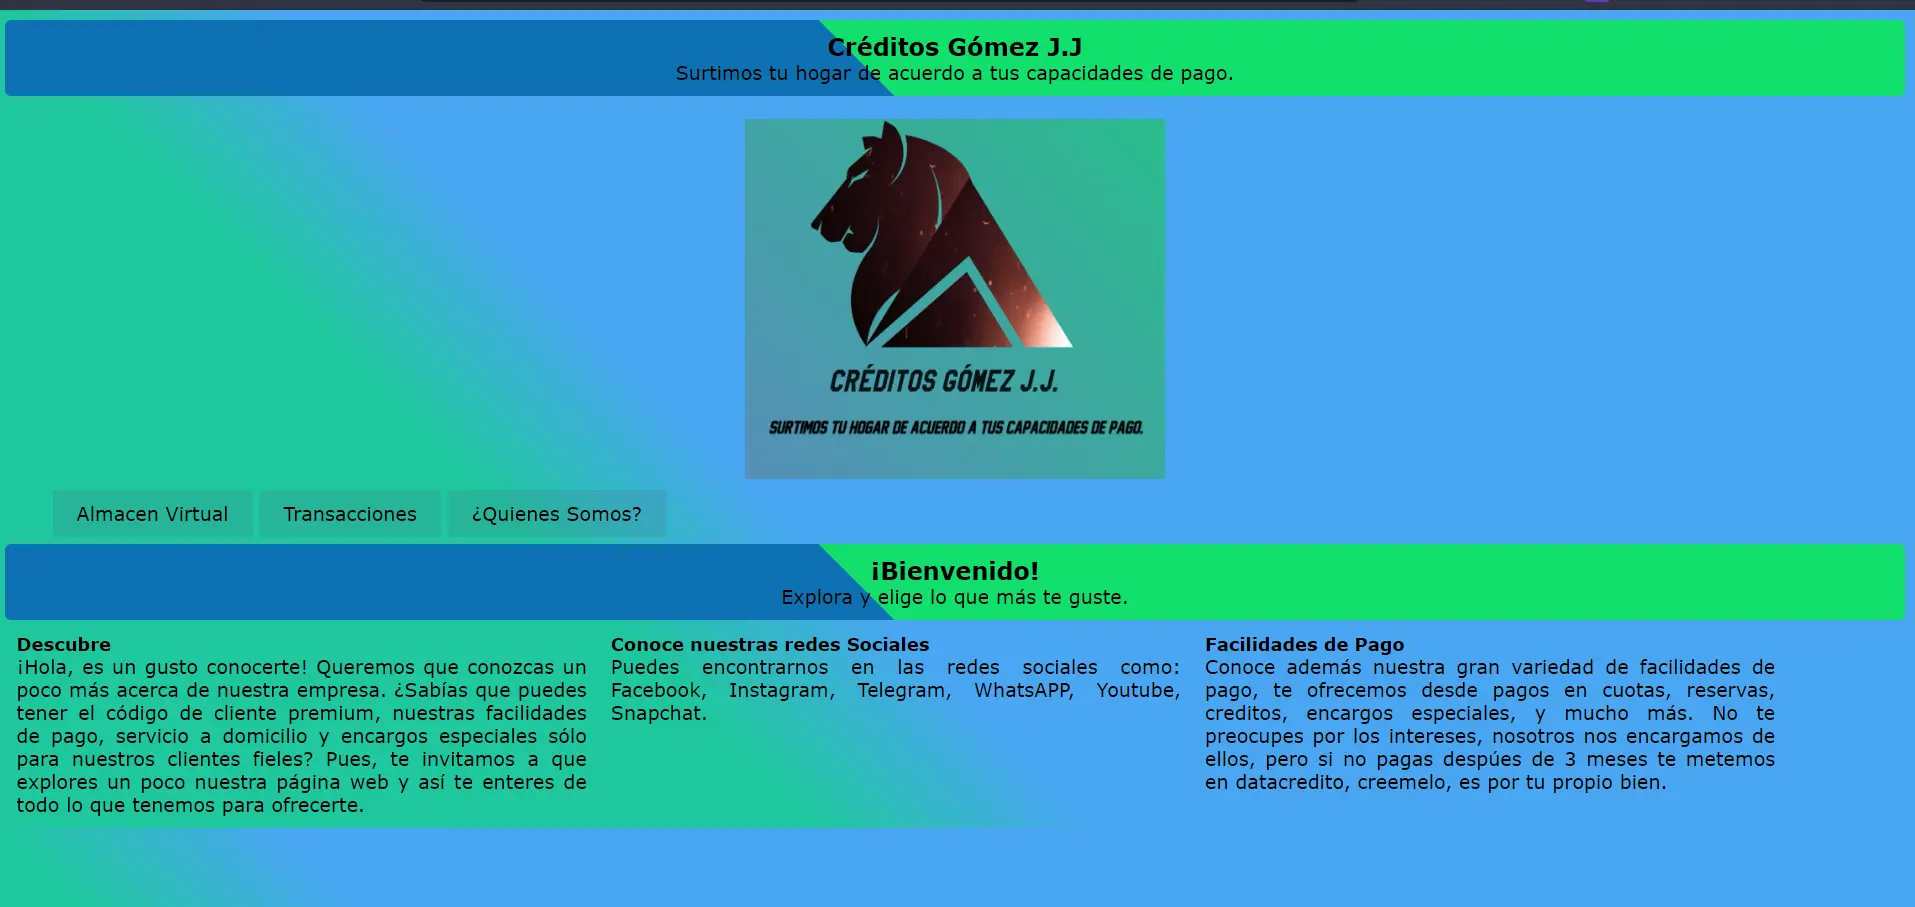 Créditos Gómez J.J
Surtimos tu hogar de acuerdo a tus capacidades de pago.
CRÉDITOS GÓMEZ J.J.
SURTIMOS TU HOGAR DE ACUERDO A TUS CAPACIDADES DE PAGO.
Almacen Virtual
Transacciones
¿Quienes Somos?
¡Bienvenido!
Explora y elige lo que más te guste.
Descubre
¡Hola, es un gusto conocerte! Queremos que conozcas un
poco más acerca de nuestra empresa. ¿Sabías que puedes
tener el código de cliente premium, nuestras facilidades
de pago, servicio a domicilio y encargos especiales sólo
para nuestros clientes fieles? Pues, te invitamos a que
explores un poco nuestra página web y así te enteres de
todo lo que tenemos para ofrecerte.
Conoce nuestras redes Sociales
Puedes encontrarnos en las redes sociales como:
Facebook, Instagram, Telegram, WhatsAPP, Youtube,
Snapchat.
Facilidades de Pago
Conoce además nuestra gran variedad de facilidades de
pago, te ofrecemos desde pagos en cuotas, reservas,
creditos, encargos especiales, y mucho más. No te
preocupes por los intereses, nosotros nos encargamos de
ellos, pero si no pagas despúes de 3 meses te metemos
en datacredito, creemelo, es por tu propio bien.